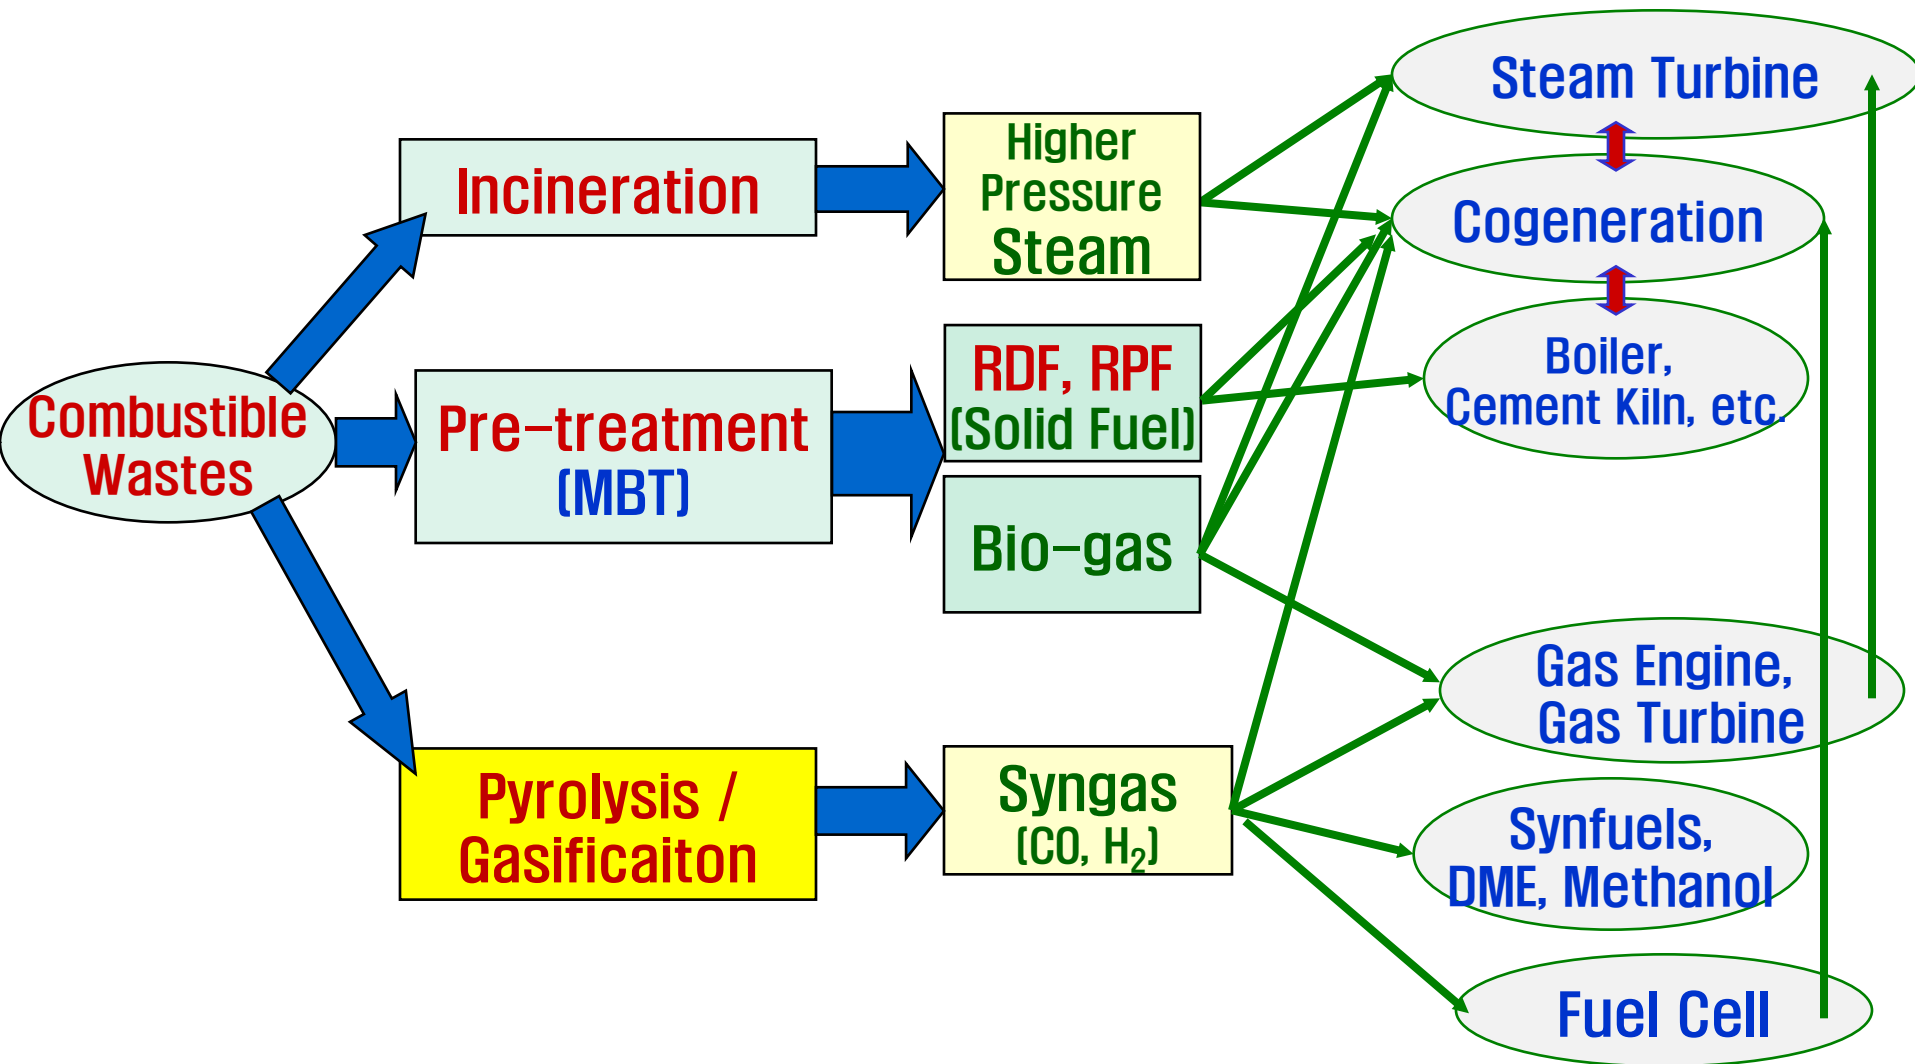 Combustible
Wastes
Incineration
Pre-treatment
(MBT)
Pyrolysis /
Gasificaiton
Higher
Pressure
Steam
RDF, RPF
(Solid Fuel)
Bio-gas
Syngas
(CO, H₂)
Steam Turbine
Cogeneration
Boiler,
Cement Kiln, etc.
Gas Engine,
Gas Turbine
Synfuels,
DME, Methanol
Fuel Cell